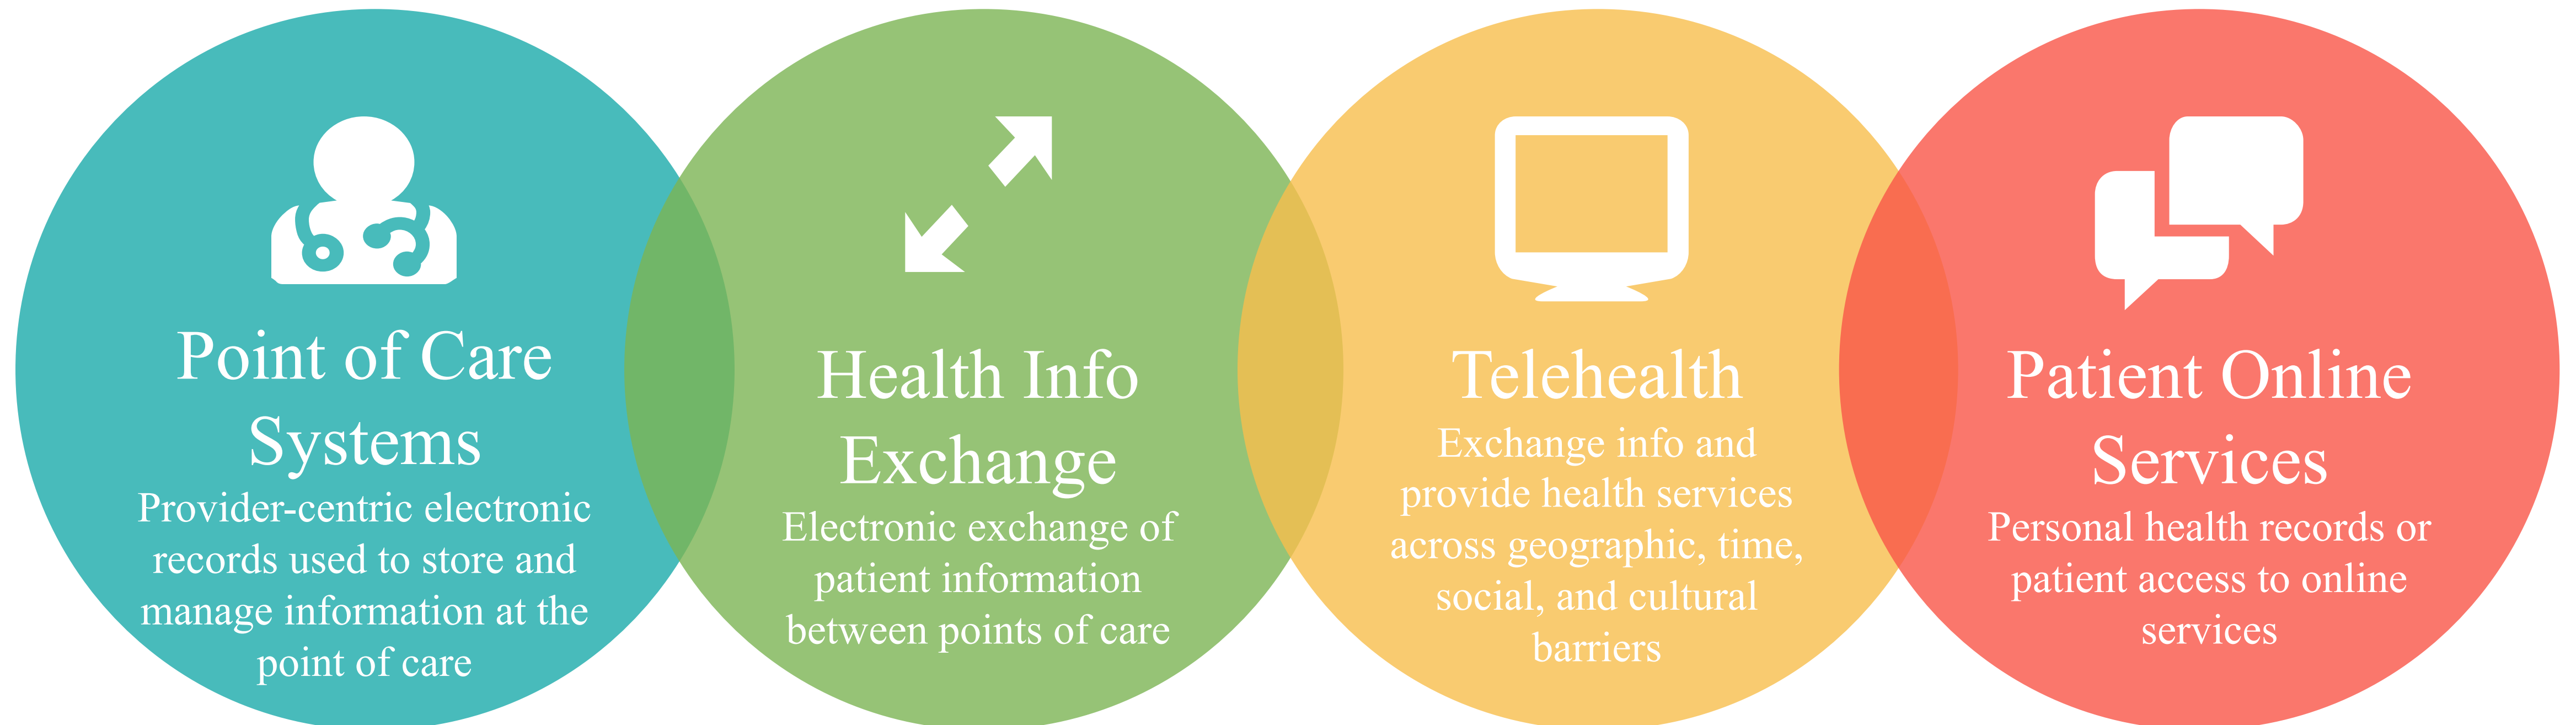 Point of Care
Systems
Provider-centric electronic
records used to store and
manage information at the
point of care
Health Info
Exchange
Electronic exchange of
patient information
between points of care
Telehealth
Exchange info and
provide health services
across geographic, time,
social, and cultural
barriers
Patient Online
Services
Personal health records or
patient access to online
services